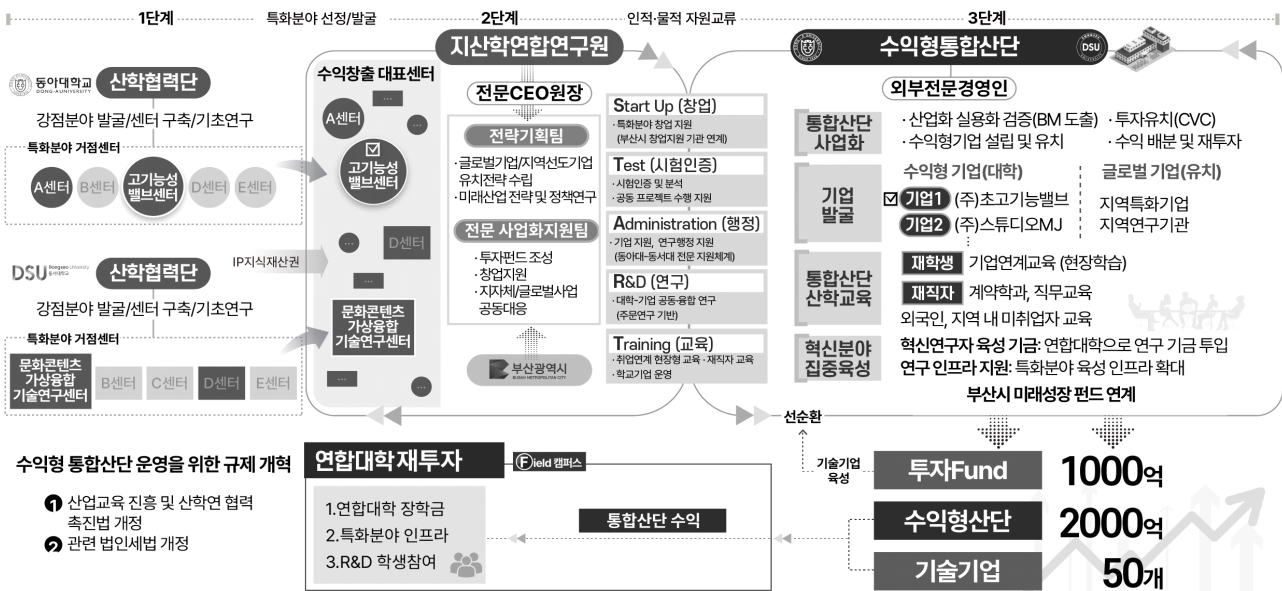 1단계
특화분야 선정/발굴
2단계
인적·물적 자원교류
3단계
동아대학교
DONG-A UNIVERSITY
산학협력단
강점분야 발굴/센터 구축/기초연구
특화분야 거점센터
A센터
B센터
고기능성
밸브센터
D센터
E센터
DSU
Dongseo University
동서대학교
산학협력단
강점분야 발굴/센터 구축/기초연구
특화분야 거점센터
문화콘텐츠
가상융합
기술연구센터
B센터
C센터
D센터
E센터
IP지식재산권
수익창출 대표센터
...
A센터
...
고기능성
밸브센터
...
D센터
...
문화콘텐츠
가상융합
기술연구센터
...
...
지산학연합연구원
전문CEO원장
전략기획팀
·글로벌기업/지역선도기업
유치전략 수립
·미래산업 전략 및 정책연구
전문 사업화지원팀
·투자펀드 조성
·창업지원
·지자체/글로벌사업
공동대응
부산광역시
BUSAN METROPOLITAN CITY
Start Up (창업)
·특화분야 창업 지원
(부산시 창업지원 기관 연계)
Test (시험인증)
·시험인증 및 분석
·공동 프로젝트 수행 지원
Administration (행정)
·기업 지원, 연구행정 지원
(동아대-동서대 전문 지원체계)
R&D (연구)
·대학-기업 공동·융합 연구
(주문연구 기반)
Training (교육)
·취업연계 현장형 교육·재직자 교육
·학교기업 운영
수익형통합산단
DSU
외부전문경영인
통합산단
사업화
·산업화 실용화 검증(BM 도출)
·투자유치(CVC)
·수익형기업 설립 및 유치
·수익 배분 및 재투자
기업
발굴
수익형 기업(대학)
글로벌 기업(유치)
기업1 (주)초고기능밸브
기업2 (주)스튜디오MJ
지역특화기업
지역연구기관
통합산단
산학교육
재학생 기업연계교육 (현장학습)
재직자 계약학과, 직무교육
외국인, 지역 내 미취업자 교육
혁신분야
집중육성
혁신연구자 육성 기금: 연합대학으로 연구 기금 투입
연구 인프라 지원: 특화분야 육성 인프라 확대
부산시 미래성장 펀드 연계
선순환
기술기업
육성
투자Fund 1000억
수익형산단 2000억
기술기업 50개
통합산단 수익
연합대학재투자
Field 캠퍼스
1.연합대학 장학금
2.특화분야 인프라
3.R&D 학생참여
수익형 통합산단 운영을 위한 규제 개혁
1 산업교육 진흥 및 산학연 협력
촉진법 개정
2 관련 법인세법 개정